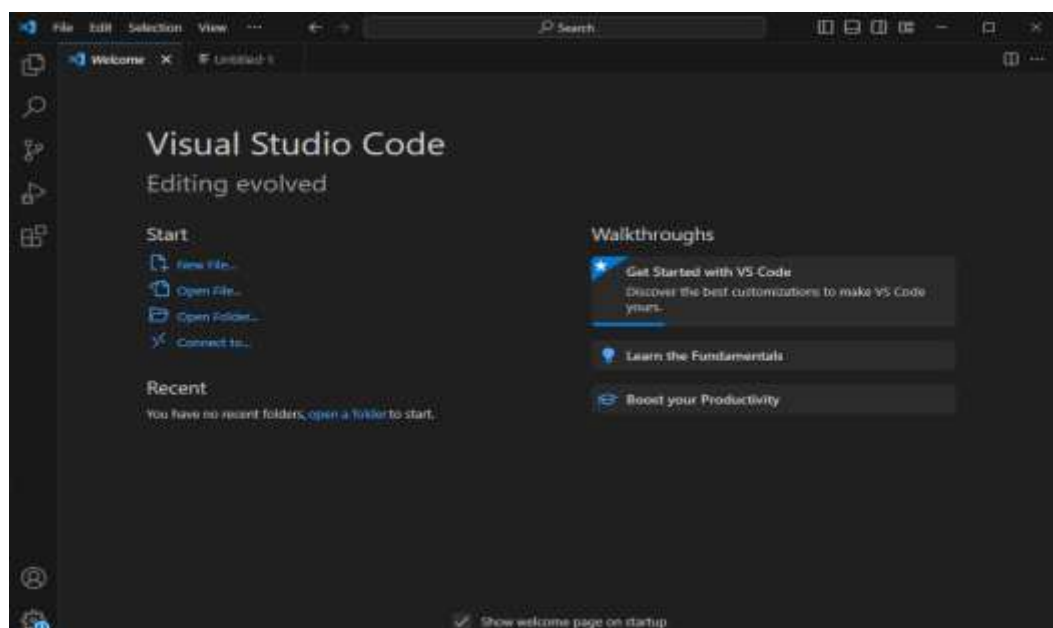 File Edit Selection View ... Search
Welcome Untitled-1
Visual Studio Code
Editing evolved
Start
New File...
Open File...
Open Folder...
Connect to...
Recent
You have no recent folders, open a folder to start.
Walkthroughs
Get Started with VS Code
Discover the best customizations to make VS Code
yours.
Learn the Fundamentals
Boost your Productivity
Show welcome page on startup